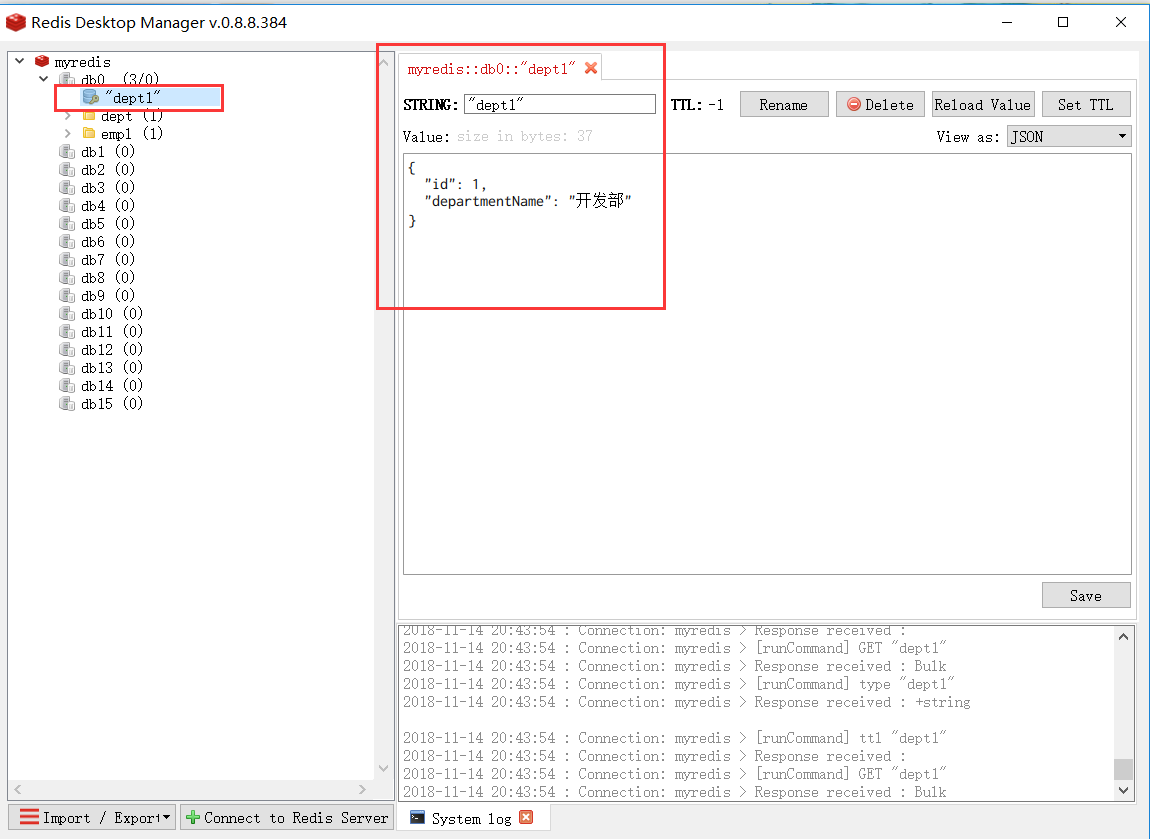 Redis Desktop Manager v.0.8.8.384
myredis
db0 (3/0)
"dept1"
dept (1)
emp1 (1)
db1 (0)
db2 (0)
db3 (0)
db4 (0)
db5 (0)
db6 (0)
db7 (0)
db8 (0)
db9 (0)
db10 (0)
db11 (0)
db12 (0)
db13 (0)
db14 (0)
db15 (0)
Import / Export
Connect to Redis Server
myredis::db0::"dept1"
STRING: "dept1" TTL: -1 Rename Delete Reload Value Set TTL
Value: size in bytes: 37 View as: JSON
{
"id": 1,
"departmentName": "开发部"
}
Save
2018-11-14 20:43:54 : Connection: myredis > Response received :
2018-11-14 20:43:54 : Connection: myredis > [runCommand] GET "dept1"
2018-11-14 20:43:54 : Connection: myredis > Response received : Bulk
2018-11-14 20:43:54 : Connection: myredis > [runCommand] type "dept1"
2018-11-14 20:43:54 : Connection: myredis > Response received : +string
2018-11-14 20:43:54 : Connection: myredis > [runCommand] ttl "dept1"
2018-11-14 20:43:54 : Connection: myredis > Response received :
2018-11-14 20:43:54 : Connection: myredis > [runCommand] GET "dept1"
2018-11-14 20:43:54 : Connection: myredis > Response received : Bulk
System log